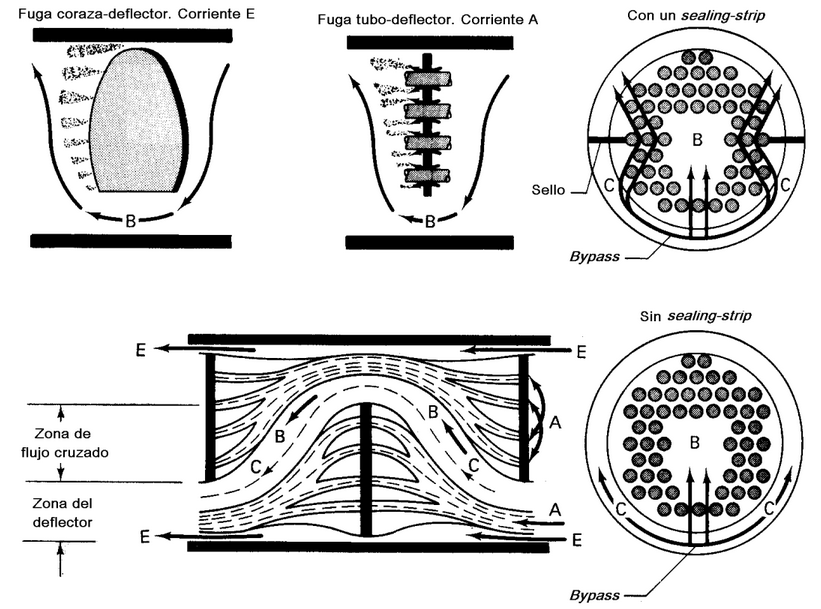 Fuga coraza-deflector. Corriente E
Fuga tubo-deflector. Corriente A
Con un sealing-strip
B
B
B
C
C
Sello
Bypass
Sin sealing-strip
E
E
Zona de
flujo cruzado
B
B
A
C
C
Zona del
deflector
A
E
E
B
C
C
Bypass